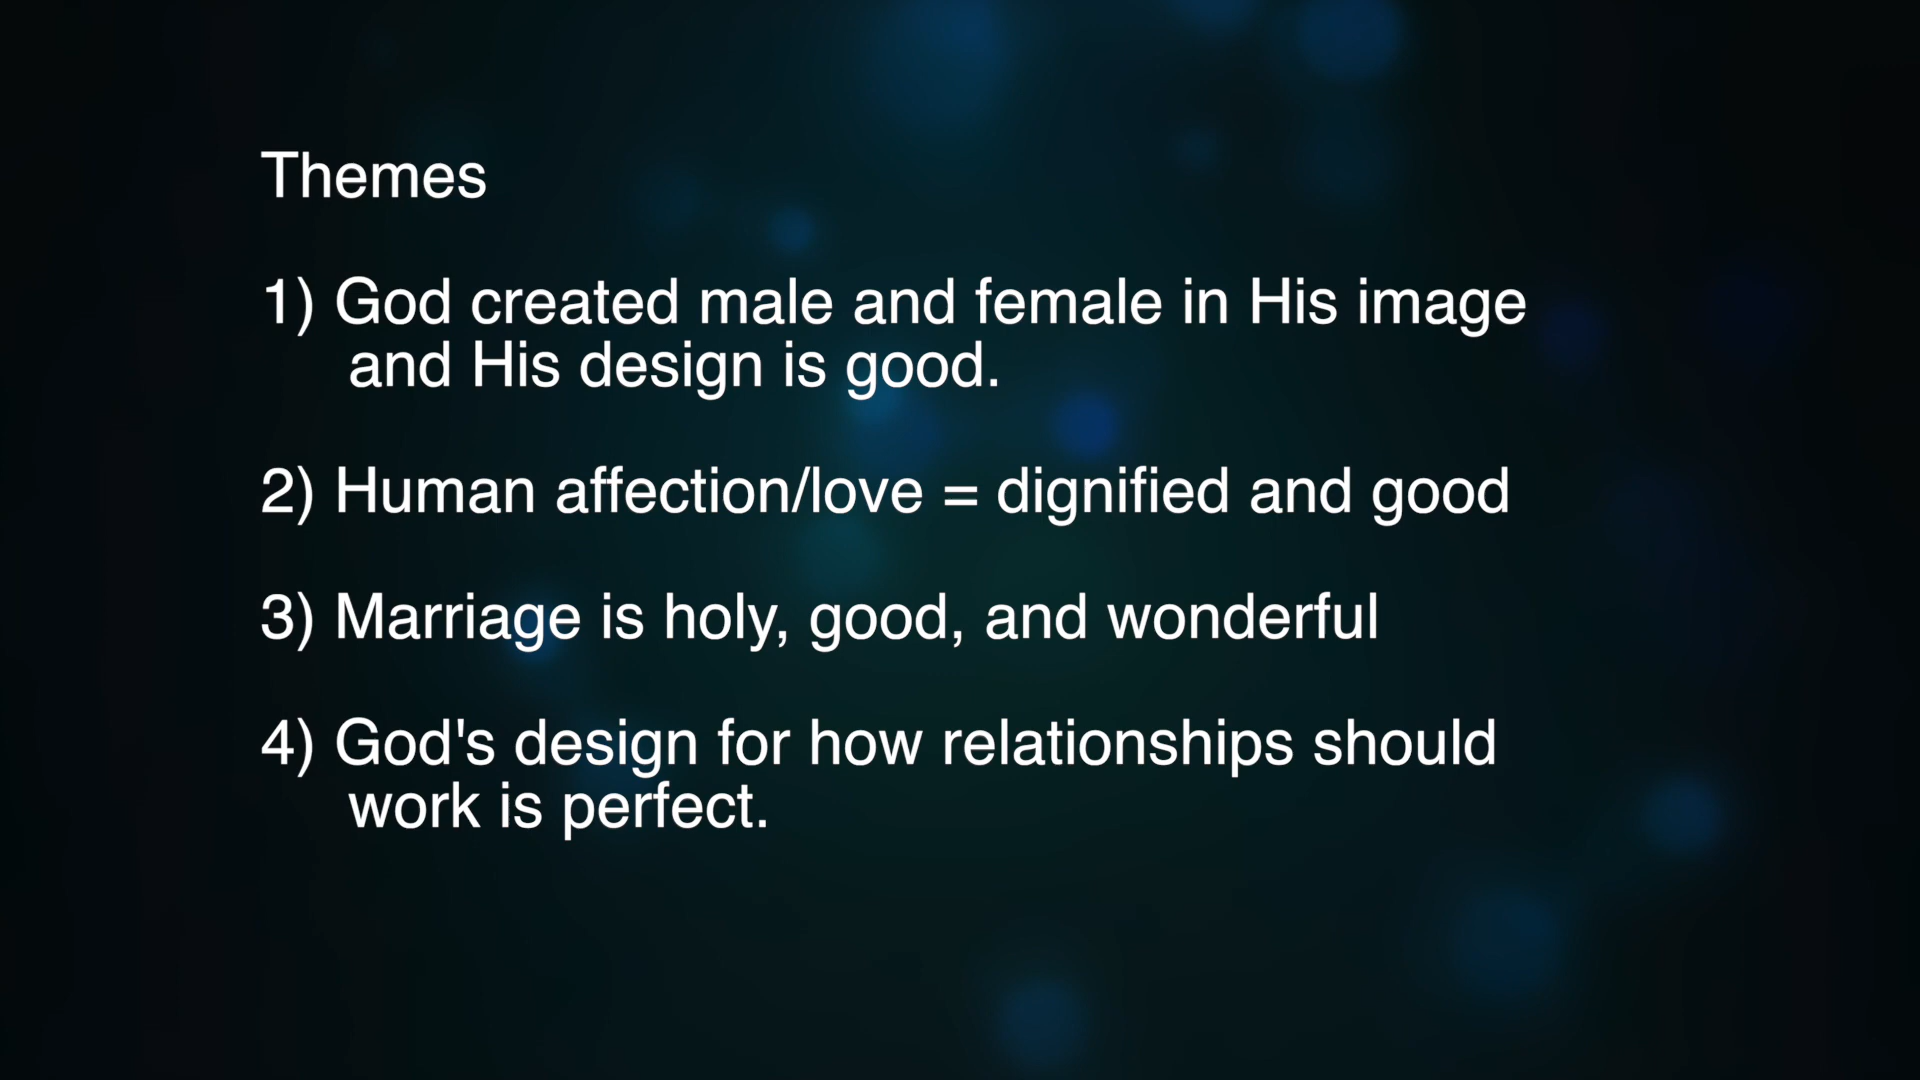 Themes
1) God created male and female in His image
and His design is good.
2) Human affection/love = dignified and good
3) Marriage is holy, good, and wonderful
4) God's design for how relationships should
work is perfect.